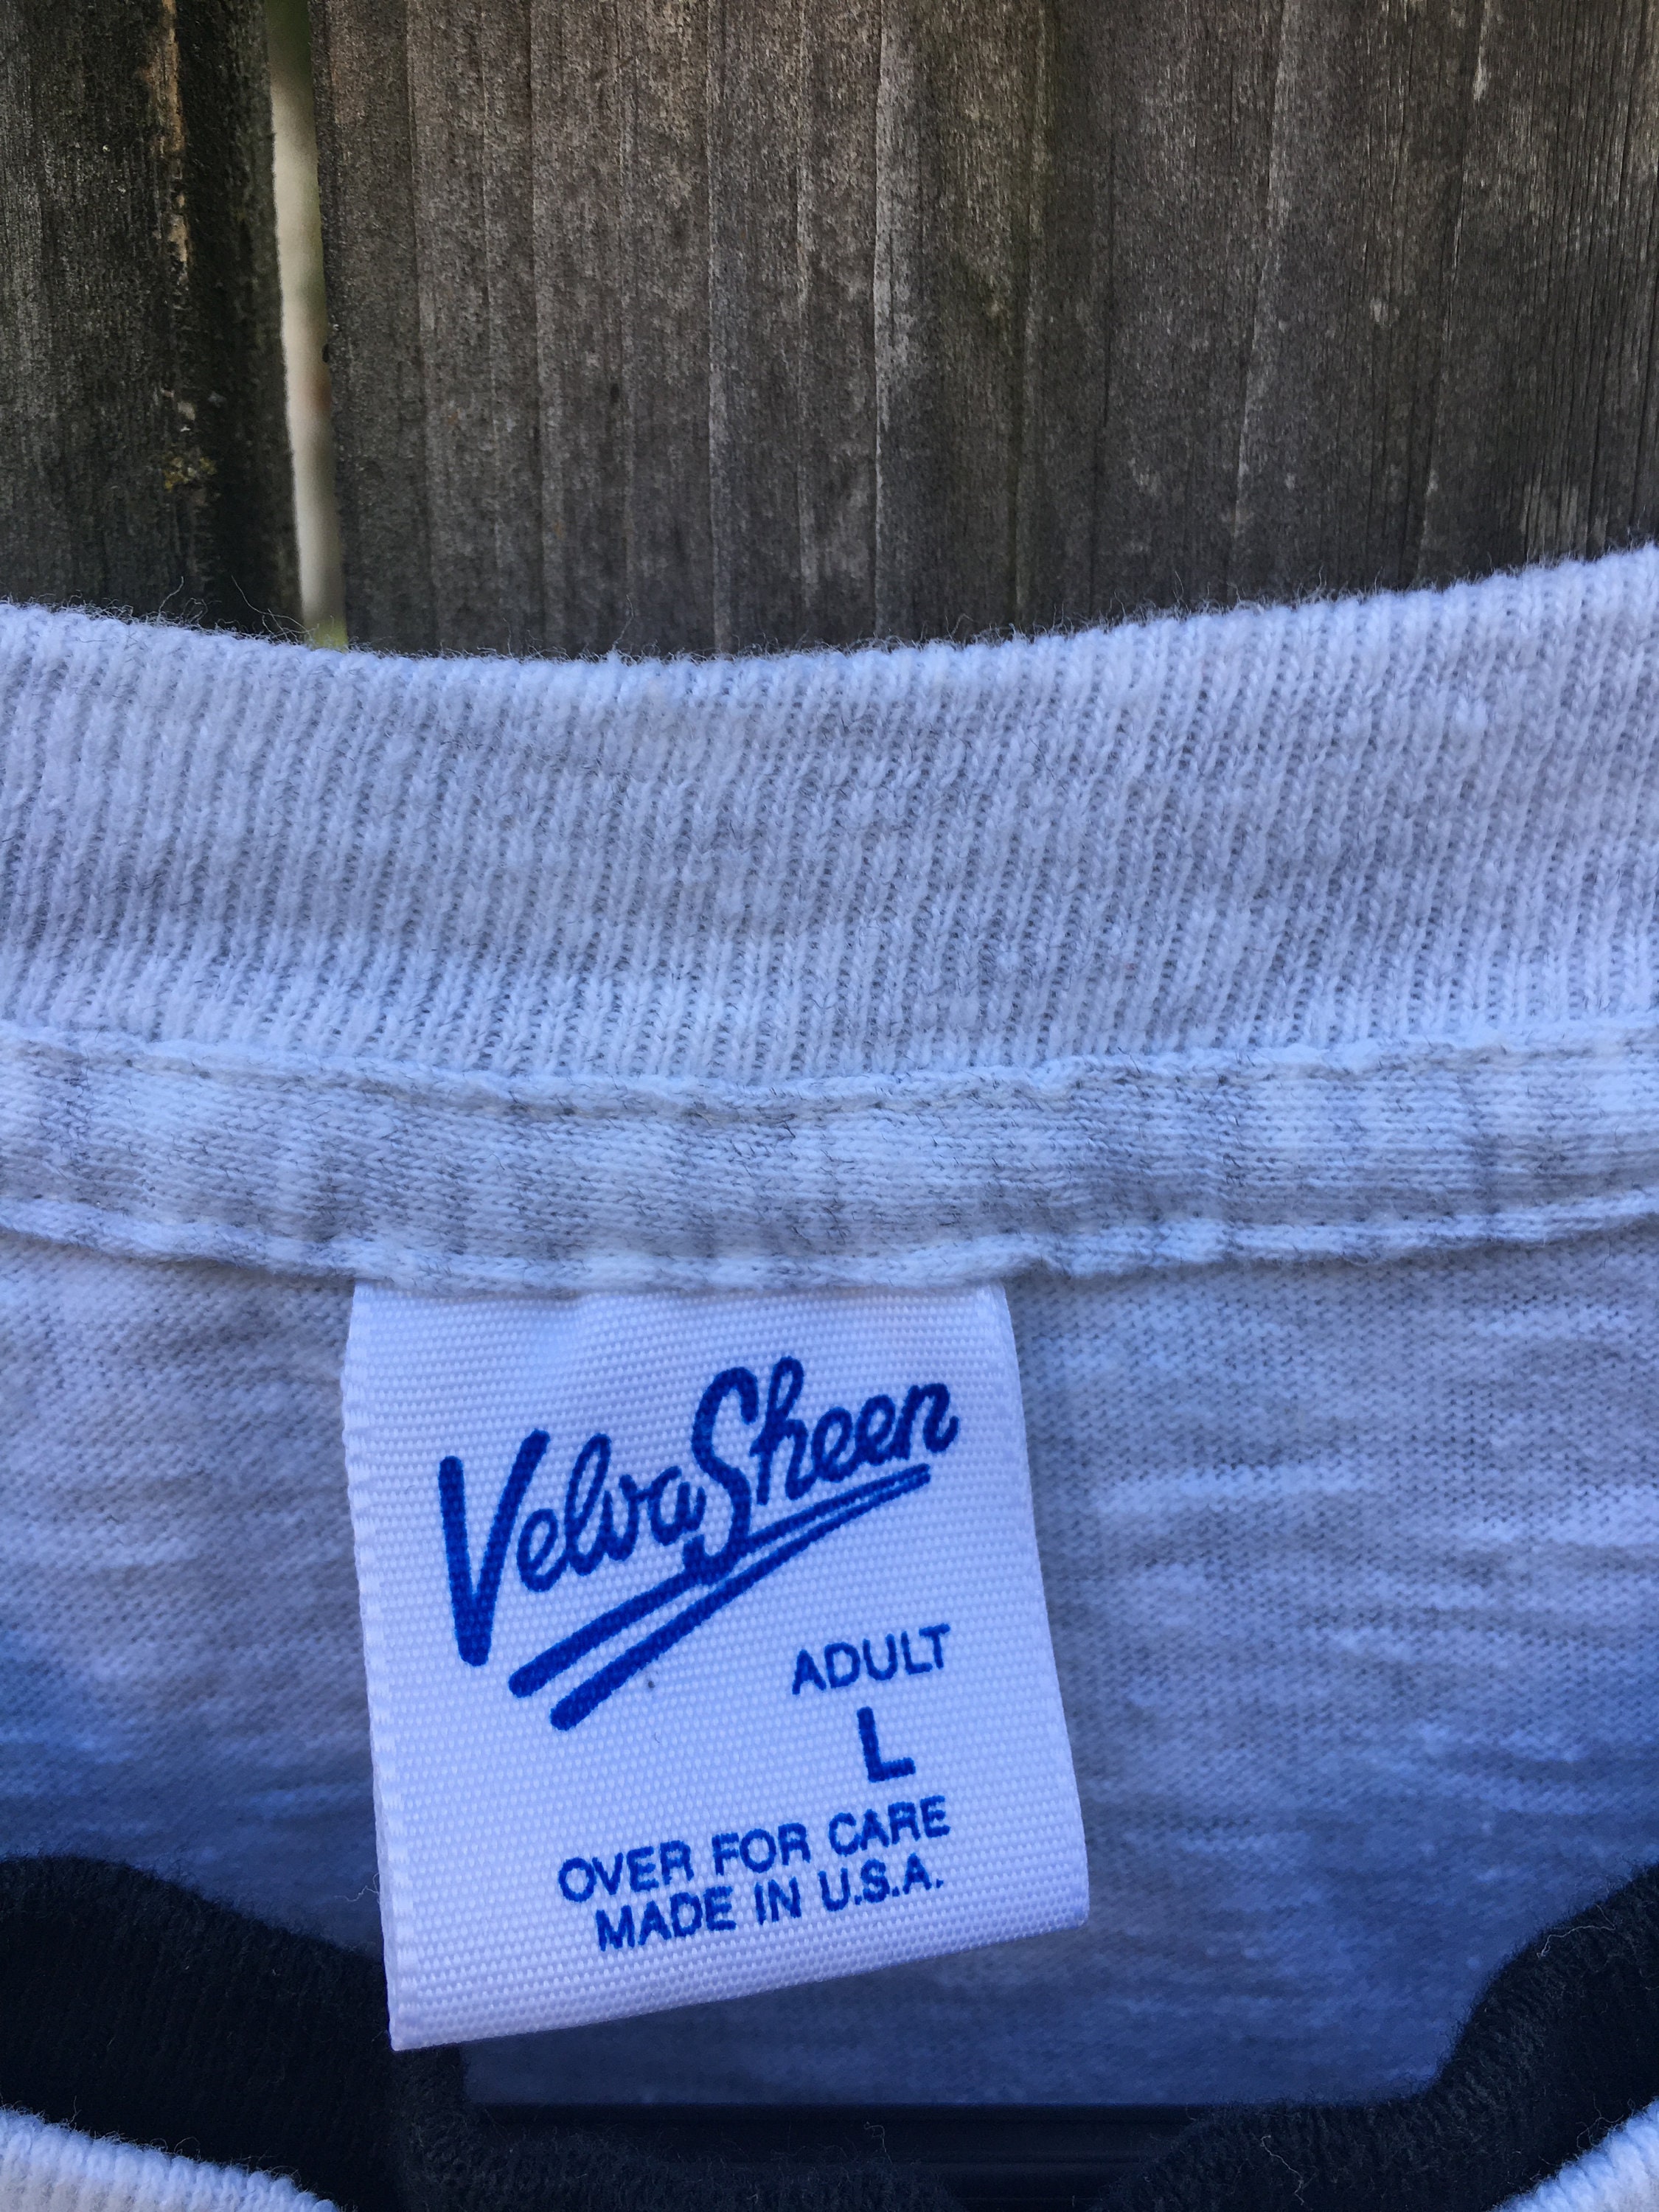 VelvaSheen
ADULT
L
OVER FOR CARE
MADE IN U.S.A.